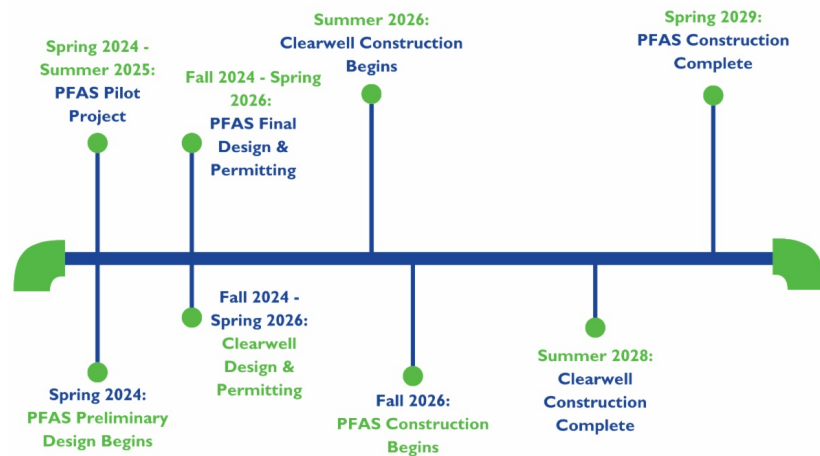 Spring 2024 -
Summer 2025:
PFAS Pilot
Project
Fall 2024 - Spring
2026:
PFAS Final
Design &
Permitting
Summer 2026:
Clearwell Construction
Begins
Spring 2029:
PFAS Construction
Complete
Spring 2024:
PFAS Preliminary
Design Begins
Fall 2024 -
Spring 2026:
Clearwell
Design &
Permitting
Fall 2026:
PFAS Construction
Begins
Summer 2028:
Clearwell
Construction
Complete